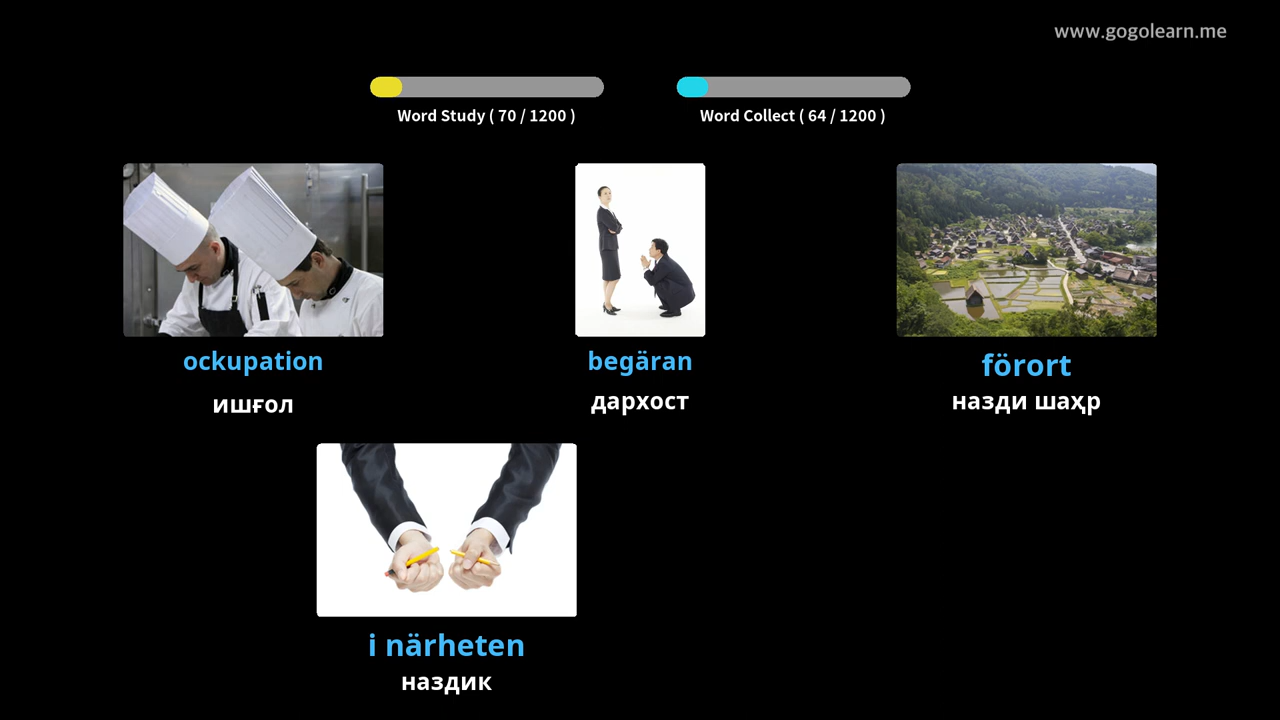 www.gogolearn.me
Word Study ( 70 / 1200 )
Word Collect ( 64 / 1200 )
ockupation
begäran
förort
ишғол
дархост
назди шаҳр
i närheten
наздик